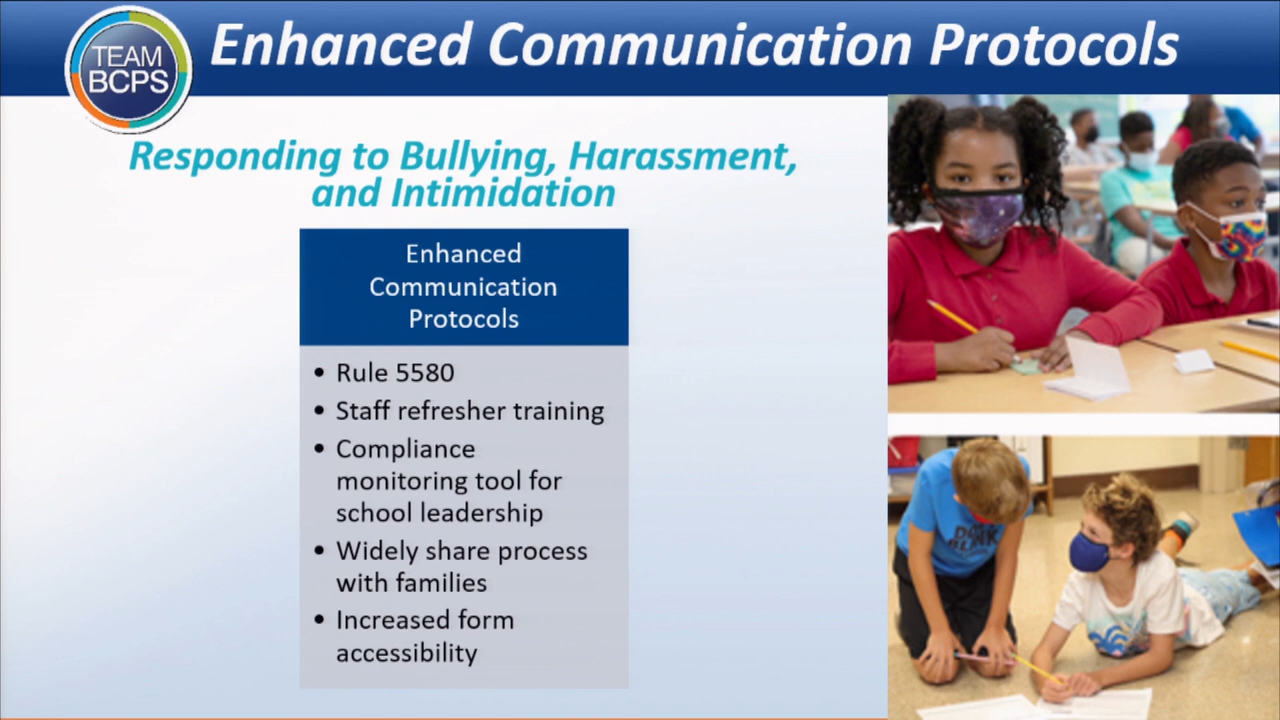 TEAM
BCPS
Enhanced Communication Protocols
Responding to Bullying, Harassment,
and Intimidation
Enhanced
Communication
Protocols
• Rule 5580
• Staff refresher training
• Compliance
monitoring tool for
school leadership
• Widely share process
with families
• Increased form
accessibility